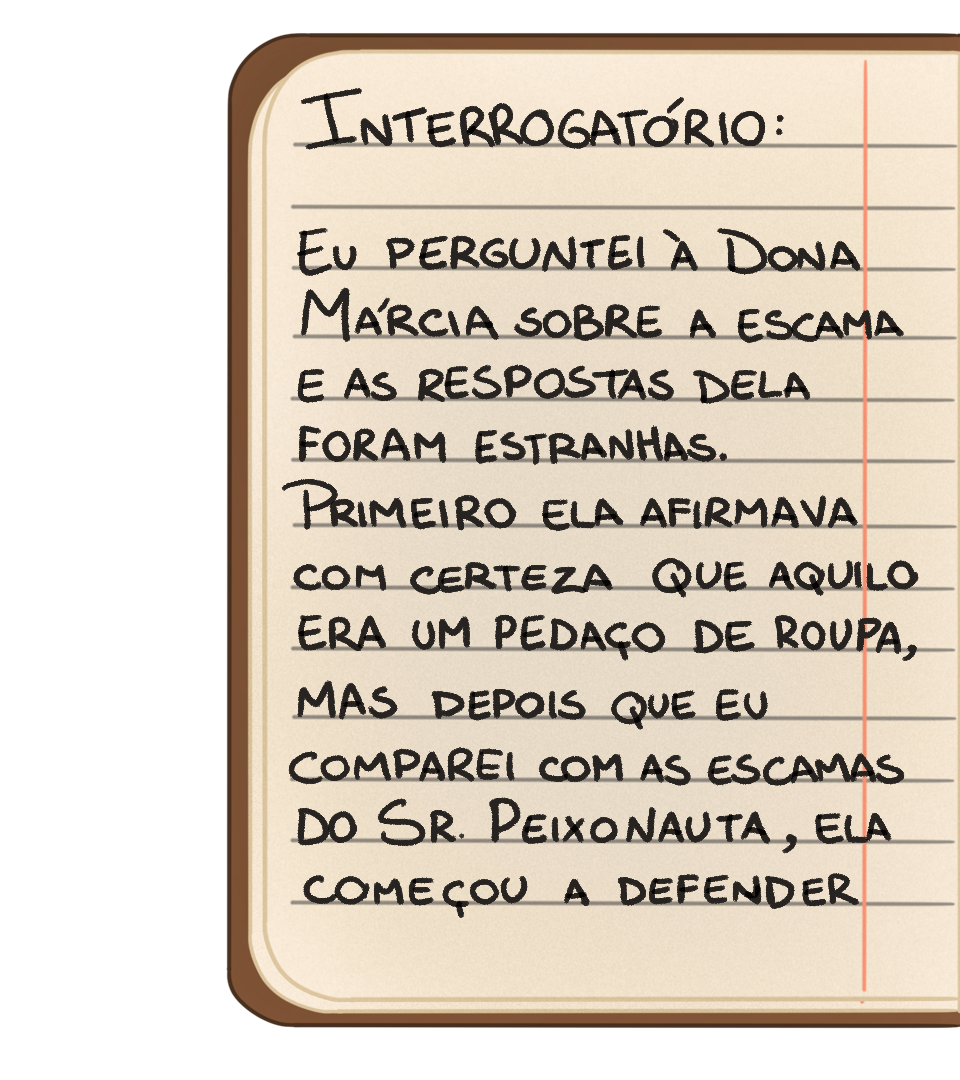 INTERROGATÓRIO:
EU PERGUNTEI À DONA
MÁRCIA SOBRE A ESCAMA
E AS RESPOSTAS DELA
FORAM ESTRANHAS.
PRIMEIRO ELA AFIRMAVA
COM CERTEZA QUE AQUILO
ERA UM PEDAÇO DE ROUPA,
MAS DEPOIS QUE EU
COMPAREI COM AS ESCAMAS
DO SR. PEIXONAUTA, ELA
COMEÇOU A DEFENDER